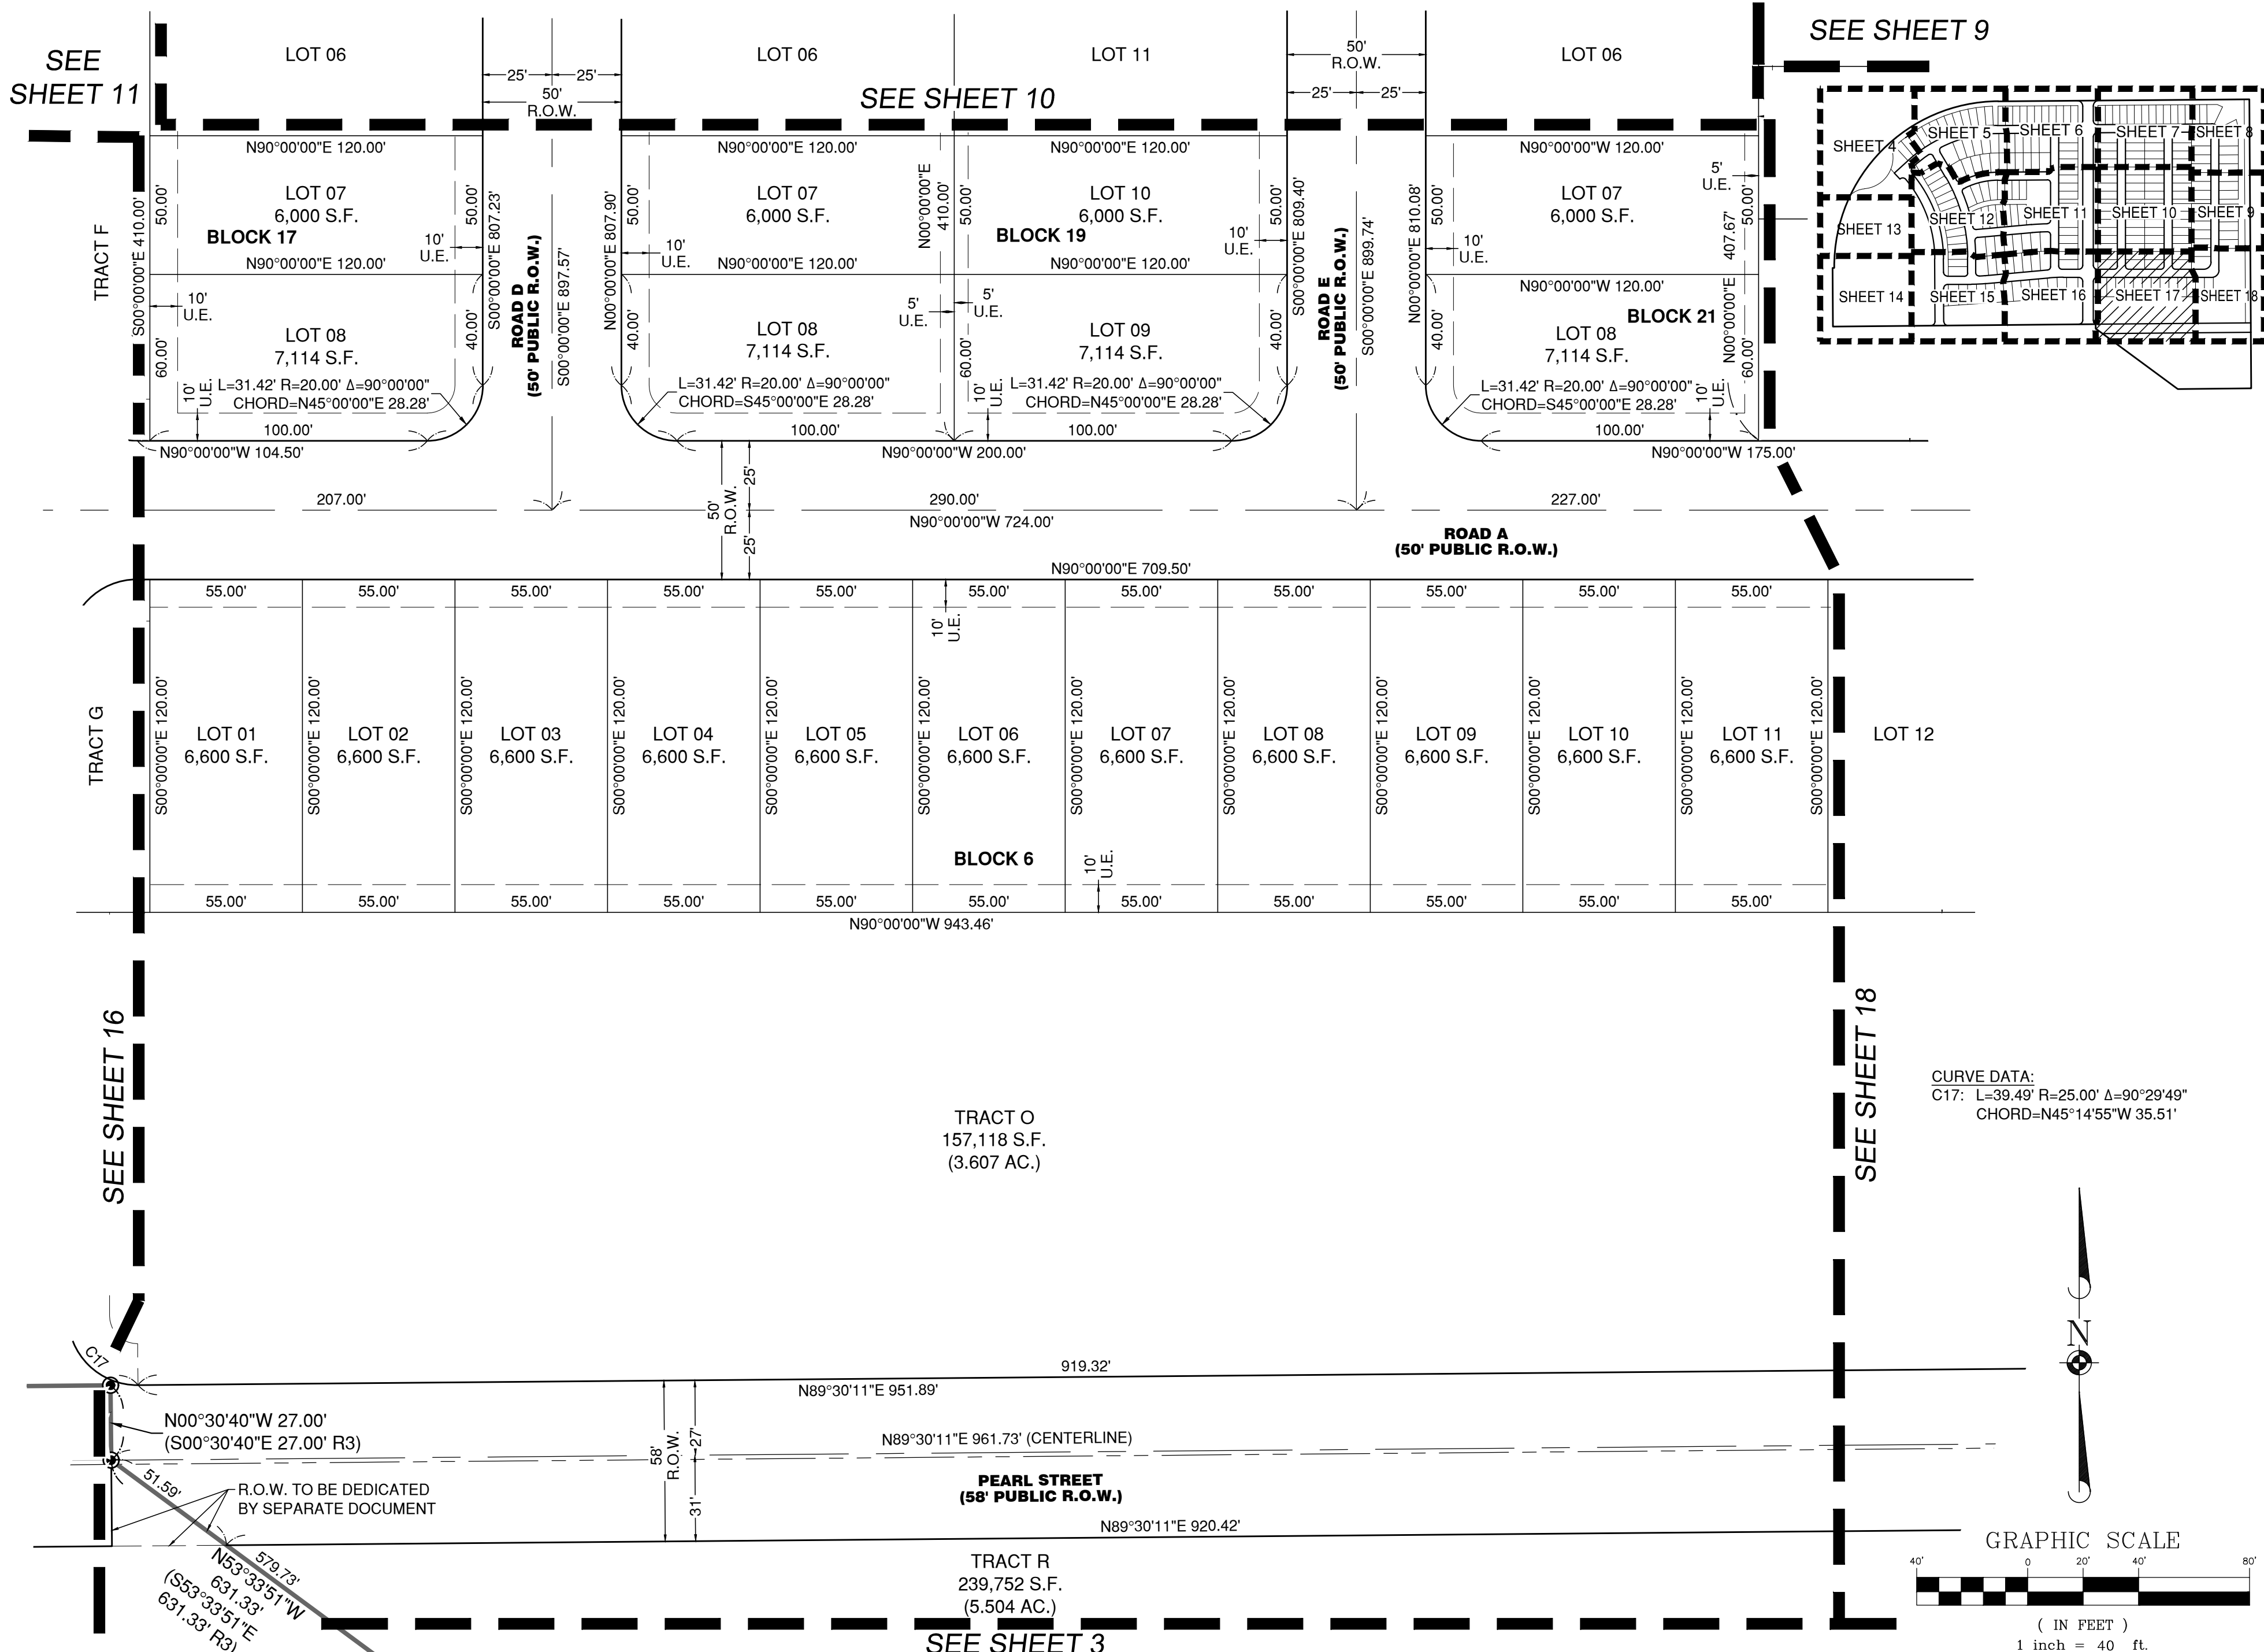 SEE
SHEET 11
LOT 06
25'
25'
50'
R.O.W.
LOT 06
LOT 11
SEE SHEET 10
50'
R.O.W.
25'
25'
LOT 06
SEE SHEET 9
SHEET 4
SHEET 5
SHEET 6
SHEET 7
SHEET 8
SHEET 13
SHEET 12
SHEET 11
SHEET 10
SHEET 9
SHEET 14
SHEET 15
SHEET 16
SHEET 17
SHEET 18
TRACT F
S00°00'00"E 410.00'
N90°00'00"E 120.00'
50.00'
LOT 07
6,000 S.F.
50.00'
BLOCK 17
10'
U.E.
N90°00'00"E 120.00'
10'
U.E.
LOT 08
7,114 S.F.
60.00'
40.00'
10'
U.E.
L=31.42' R=20.00' Δ=90°00'00"
CHORD=N45°00'00"E 28.28'
100.00'
N90°00'00"W 104.50'
S00°00'00"E 807.23'
ROAD D
(50' PUBLIC R.O.W.)
S00°00'00"E 897.57'
N00°00'00"E 807.90'
N90°00'00"E 120.00'
50.00'
LOT 07
6,000 S.F.
10'
U.E.
N90°00'00"E 120.00'
N00°00'00"E
410.00'
40.00'
LOT 08
7,114 S.F.
5'
U.E.
5'
U.E.
L=31.42' R=20.00' Δ=90°00'00"
CHORD=S45°00'00"E 28.28'
100.00'
N90°00'00"E 120.00'
50.00'
LOT 10
6,000 S.F.
50.00'
BLOCK 19
10'
U.E.
N90°00'00"E 120.00'
LOT 09
7,114 S.F.
60.00'
40.00'
10'
U.E.
L=31.42' R=20.00' Δ=90°00'00"
CHORD=N45°00'00"E 28.28'
100.00'
N90°00'00"W 200.00'
S00°00'00"E 809.40'
ROAD E
(50' PUBLIC R.O.W.)
S00°00'00"E 899.74'
N00°00'00"E 810.08'
N90°00'00"W 120.00'
LOT 07
6,000 S.F.
5'
U.E.
50.00'
407.67'
N00°00'00"E
10'
U.E.
N90°00'00"W 120.00'
BLOCK 21
40.00'
LOT 08
7,114 S.F.
60.00'
10'
U.E.
L=31.42' R=20.00' Δ=90°00'00"
CHORD=S45°00'00"E 28.28'
100.00'
N90°00'00"W 175.00'
207.00'
50'
R.O.W.
25'
25'
290.00'
227.00'
N90°00'00"W 724.00'
ROAD A
(50' PUBLIC R.O.W.)
N90°00'00"E 709.50'
55.00'
55.00'
55.00'
55.00'
55.00'
55.00'
55.00'
55.00'
55.00'
55.00'
55.00'
10'
U.E.
TRACT G
S00°00'00"E 120.00'
LOT 01
6,600 S.F.
S00°00'00"E 120.00'
LOT 02
6,600 S.F.
S00°00'00"E 120.00'
LOT 03
6,600 S.F.
S00°00'00"E 120.00'
LOT 04
6,600 S.F.
S00°00'00"E 120.00'
LOT 05
6,600 S.F.
S00°00'00"E 120.00'
LOT 06
6,600 S.F.
S00°00'00"E 120.00'
LOT 07
6,600 S.F.
S00°00'00"E 120.00'
LOT 08
6,600 S.F.
S00°00'00"E 120.00'
LOT 09
6,600 S.F.
S00°00'00"E 120.00'
LOT 10
6,600 S.F.
S00°00'00"E 120.00'
LOT 11
6,600 S.F.
S00°00'00"E 120.00'
LOT 12
BLOCK 6
10'
U.E.
55.00'
55.00'
55.00'
55.00'
55.00'
55.00'
55.00'
55.00'
55.00'
55.00'
55.00'
N90°00'00"W 943.46'
SEE SHEET 16
SEE SHEET 18
TRACT O
157,118 S.F.
(3.607 AC.)
CURVE DATA:
C17: L=39.49' R=25.00' Δ=90°29'49"
CHORD=N45°14'55"W 35.51'
N
C17
919.32'
N89°30'11"E 951.89'
N00°30'40"W 27.00'
(S00°30'40"E 27.00' R3)
58'
R.O.W.
27'
31'
N89°30'11"E 961.73' (CENTERLINE)
51.59'
R.O.W. TO BE DEDICATED
BY SEPARATE DOCUMENT
PEARL STREET
(58' PUBLIC R.O.W.)
N89°30'11"E 920.42'
579.73'
N53°33'51"W
631.33'
(S53°33'51"E
631.33' R3)
TRACT R
239,752 S.F.
(5.504 AC.)
SEE SHEET 3
GRAPHIC SCALE
40' 0 20' 40' 80'
( IN FEET )
1 inch = 40 ft.